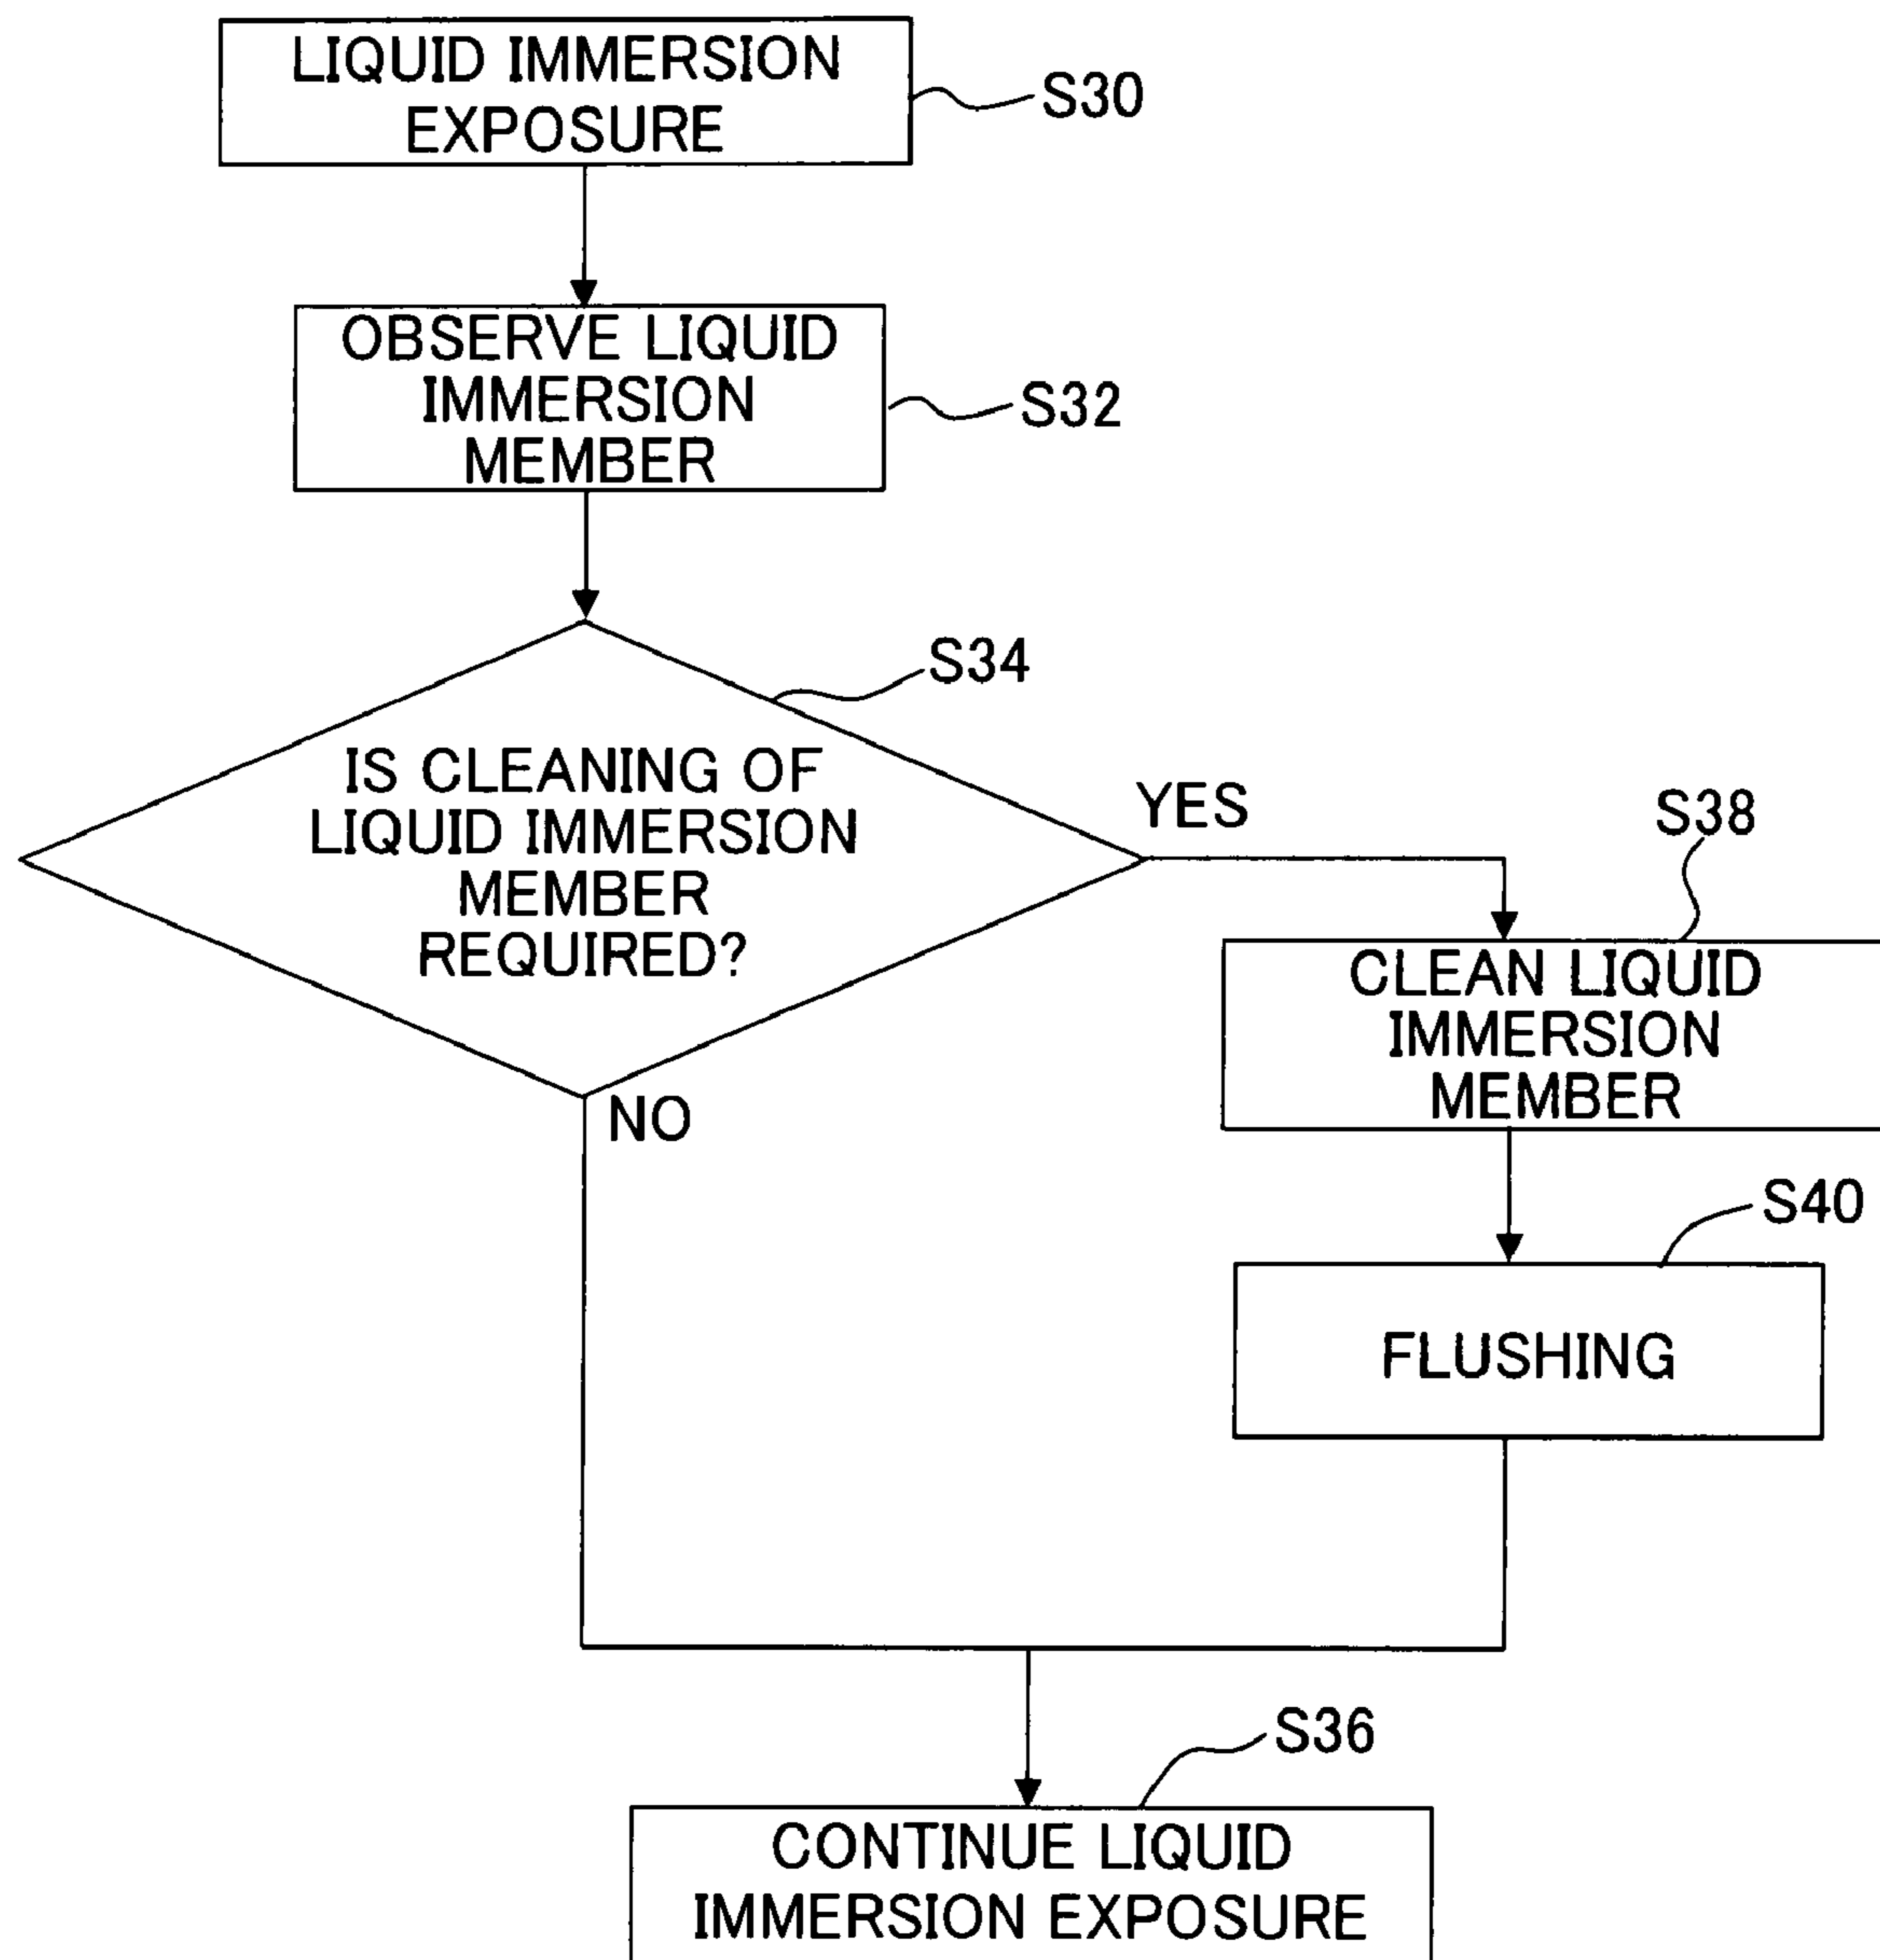 LIQUID IMMERSION
EXPOSURE
S30
OBSERVE LIQUID
IMMERSION
MEMBER
S32
S34
IS CLEANING OF
LIQUID IMMERSION
MEMBER
REQUIRED?
YES
S38
CLEAN LIQUID
IMMERSION
MEMBER
NO
S40
FLUSHING
S36
CONTINUE LIQUID
IMMERSION EXPOSURE